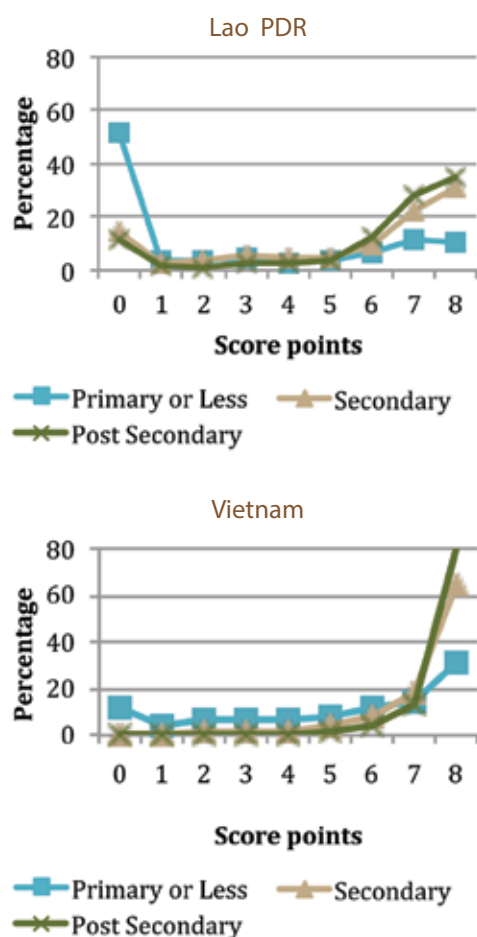 Lao PDR
80
60
40
20
0
Percentage
0 1 2 3 4 5 6 7 8
Score points
Primary or Less Secondary
Post Secondary
Vietnam
80
60
40
20
0
Percentage
0 1 2 3 4 5 6 7 8
Score points
Primary or Less Secondary
Post Secondary